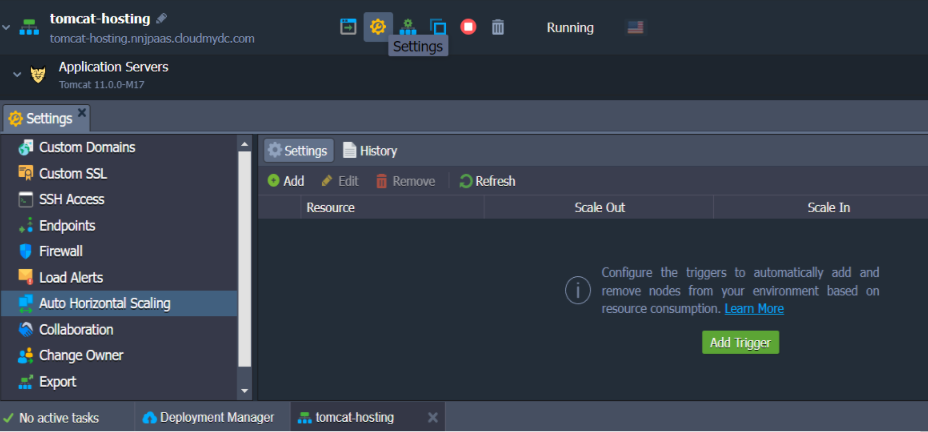 tomcat-hosting
tomcat-hosting.nnjpaas.cloudmydc.com
Running
Settings
Application Servers
Tomcat 11.0.0-M17
Settings
Custom Domains
Custom SSL
SSH Access
Endpoints
Firewall
Load Alerts
Auto Horizontal Scaling
Collaboration
Change Owner
Export
Settings History
Add Edit Remove Refresh
Resource Scale Out Scale In
Configure the triggers to automatically add and
remove nodes from your environment based on
resource consumption. Learn More
Add Trigger
No active tasks Deployment Manager tomcat-hosting